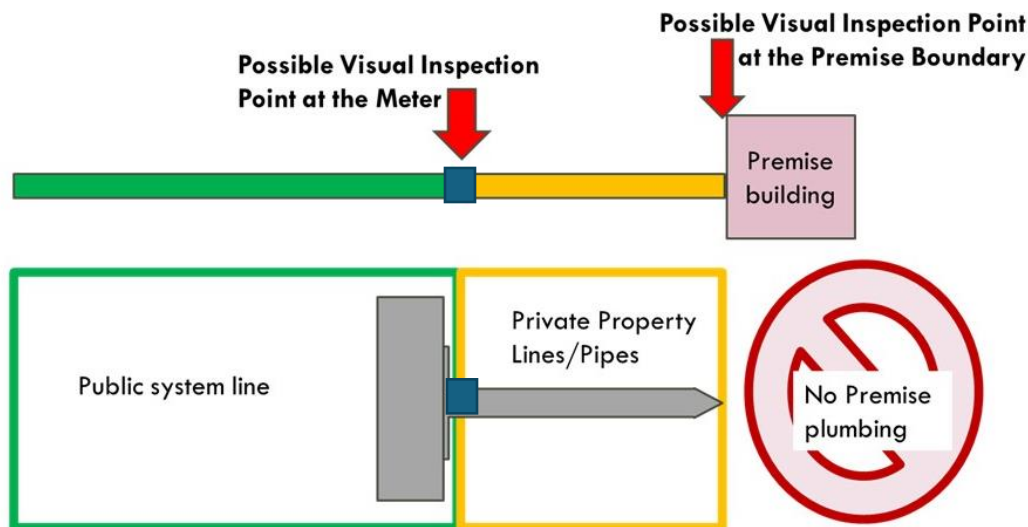 Possible Visual Inspection Point
at the Premise Boundary
Possible Visual Inspection
Point at the Meter
Premise
building
Public system line
Private Property
Lines/Pipes
No Premise
plumbing